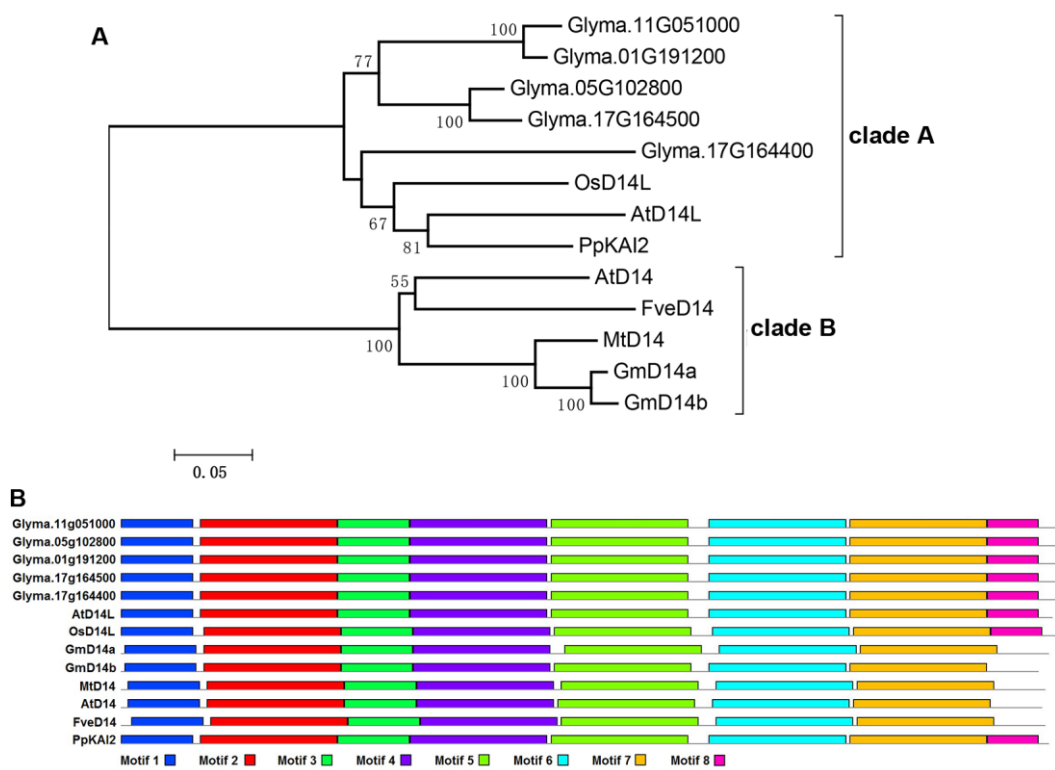 A
100
Glyma.11G051000
Glyma.01G191200
77
Glyma.05G102800
100
Glyma.17G164500
Glyma.17G164400
clade A
OsD14L
67
AtD14L
81
PpKAI2
55
AtD14
FveD14
clade B
100
MtD14
100
GmD14a
100
GmD14b
0.05
B
Glyma.11g051000
Glyma.05g102800
Glyma.01g191200
Glyma.17g164500
Glyma.17g164400
AtD14L
OsD14L
GmD14a
GmD14b
MtD14
AtD14
FveD14
PpKAI2
Motif 1 Motif 2 Motif 3 Motif 4 Motif 5 Motif 6 Motif 7 Motif 8